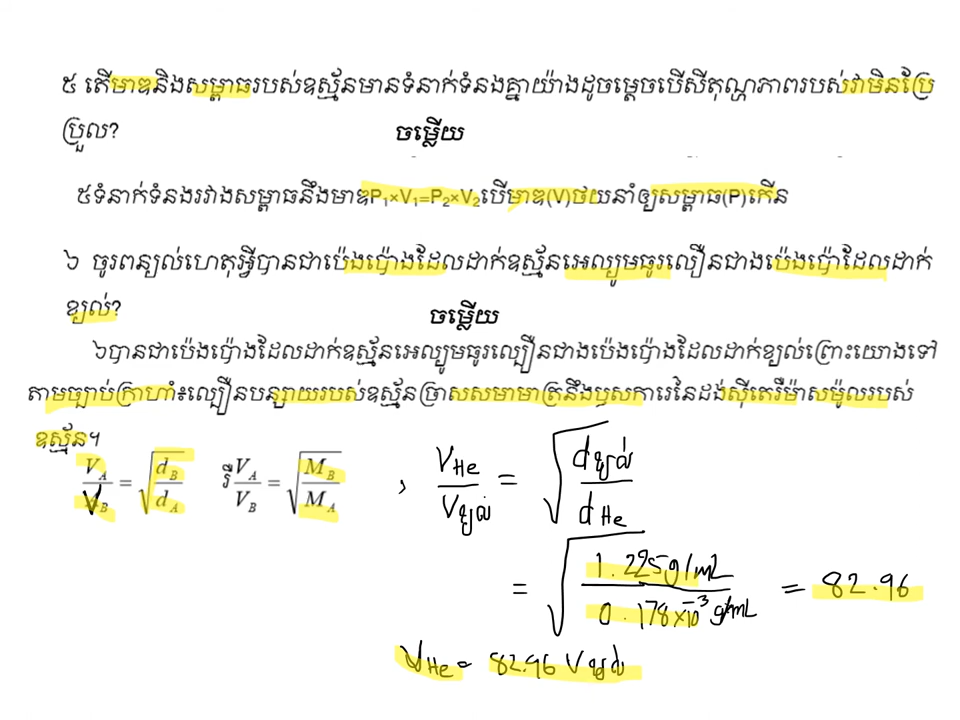 ៥ តើមាឌនិងសម្ពាធរបស់ឧស្ម័នមានទំនាក់ទំនងគ្នាយ៉ាងដូចម្តេចបើសីតុណ្ហភាពរបស់វាមិនប្រែ
ប្រួល?
ចម្លើយ
៥ទំនាក់ទំនងរវាងសម្ពាធនឹងមាឌP₁×V₁=P₂×V₂បើមាឌ(V)ថយនាំឲ្យសម្ពាធ(P)កើន
៦ ចូរពន្យល់ហេតុអ្វីបានជាប៉េងប៉ោងដែលដាក់ឧស្ម័នអេល្យូមធូរលឿនជាងប៉េងប៉ោដែលដាក់
ខ្យល់?
ចម្លើយ
៦បានជាប៉េងប៉ោងដែលដាក់ឧស្ម័នអេល្យូមធូរល្បឿនជាងប៉េងប៉ោងដែលដាក់ខ្យល់ព្រោះយោងទៅ
តាមច្បាប់ក្រាហាំ៖ល្បឿនបន្សាយរបស់ឧស្ម័នច្រាសសមាមាត្រនឹងឫសការេនៃដង់ស៊ីតេរឺម៉ាសម៉ូលរបស់
ឧស្ម័ន។
V_A/V_B = √(d_B/d_A) រឺ V_A/V_B = √(M_B/M_A) , V_He/V_ខ្យល់ = √(d_ខ្យល់/d_He)
= √(1.225g/mL / 0.178×10⁻³ g/mL) = 82.96
V_He = 82.96 V_ខ្យល់